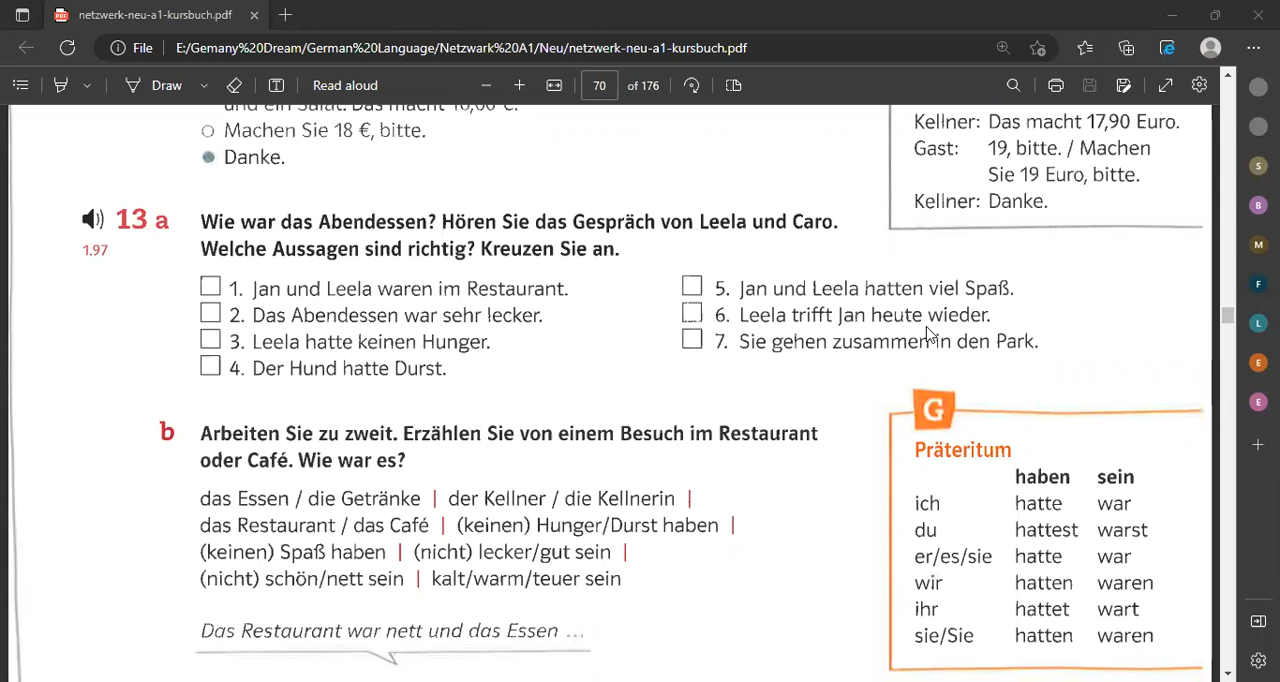 netzwerk-neu-a1-kursbuch.pdf
File E:/Gemany%20Dream/German%20Language/Netzwark%20A1/Neu/netzwerk-neu-a1-kursbuch.pdf
Draw Read aloud 70 of 176
und ein Salat. Das macht 16,60 €.
Machen Sie 18 €, bitte.
Danke.
Kellner: Das macht 17,90 Euro.
Gast: 19, bitte. / Machen
Sie 19 Euro, bitte.
Kellner: Danke.
13 a Wie war das Abendessen? Hören Sie das Gespräch von Leela und Caro.
1.97 Welche Aussagen sind richtig? Kreuzen Sie an.
1. Jan und Leela waren im Restaurant.
2. Das Abendessen war sehr lecker.
3. Leela hatte keinen Hunger.
4. Der Hund hatte Durst.
5. Jan und Leela hatten viel Spaß.
6. Leela trifft Jan heute wieder.
7. Sie gehen zusammen in den Park.
b Arbeiten Sie zu zweit. Erzählen Sie von einem Besuch im Restaurant
oder Café. Wie war es?
das Essen / die Getränke | der Kellner / die Kellnerin |
das Restaurant / das Café | (keinen) Hunger/Durst haben |
(keinen) Spaß haben | (nicht) lecker/gut sein |
(nicht) schön/nett sein | kalt/warm/teuer sein
Das Restaurant war nett und das Essen ...
G
Präteritum
haben sein
ich hatte war
du hattest warst
er/es/sie hatte war
wir hatten waren
ihr hattet wart
sie/Sie hatten waren
S
B
M
F
L
E
E